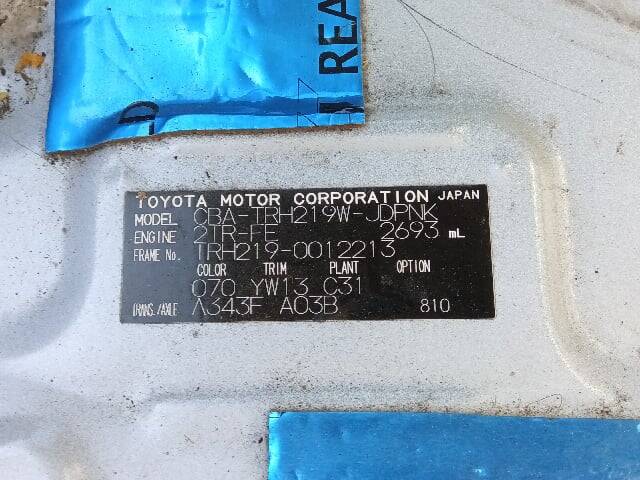 REA
TOYOTA MOTOR CORPORATION JAPAN
MODEL CBA-TRH219W-JDPNK
ENGINE 2TR-FE 2693 mL
FRAME No. TRH219-0012213
COLOR TRIM PLANT OPTION
070 YW13 C31
TRANS./AXLE A343F A03B 810